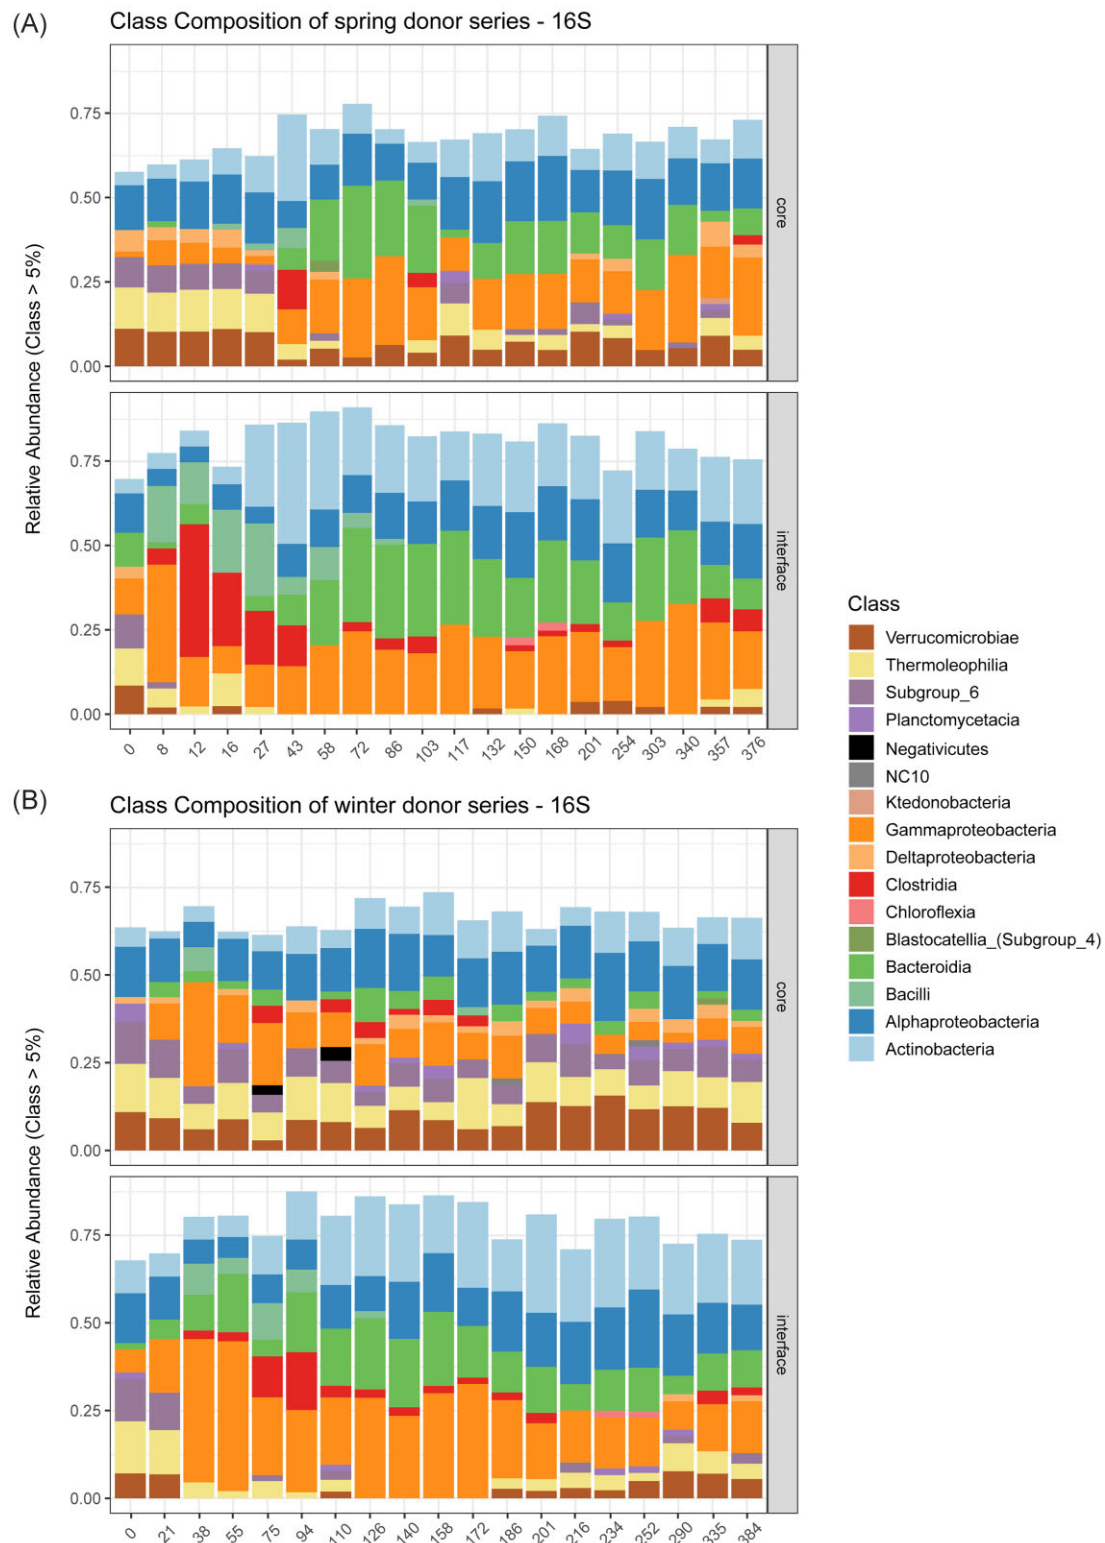 (A)
Class Composition of spring donor series - 16S
Relative Abundance (Class > 5%)
0.75
0.50
0.25
0.00
core
0.75
0.50
0.25
0.00
interface
0 8 12 16 27 43 58 72 86 103 117 132 150 168 201 254 303 340 357 376
(B)
Class Composition of winter donor series - 16S
Relative Abundance (Class > 5%)
0.75
0.50
0.25
0.00
core
0.75
0.50
0.25
0.00
interface
0 21 38 55 75 94 110 126 140 158 172 186 201 216 234 252 290 335 384
Class
Verrucomicrobiae
Thermoleophilia
Subgroup_6
Planctomycetacia
Negativicutes
NC10
Ktedonobacteria
Gammaproteobacteria
Deltaproteobacteria
Clostridia
Chloroflexia
Blastocatellia_(Subgroup_4)
Bacteroidia
Bacilli
Alphaproteobacteria
Actinobacteria